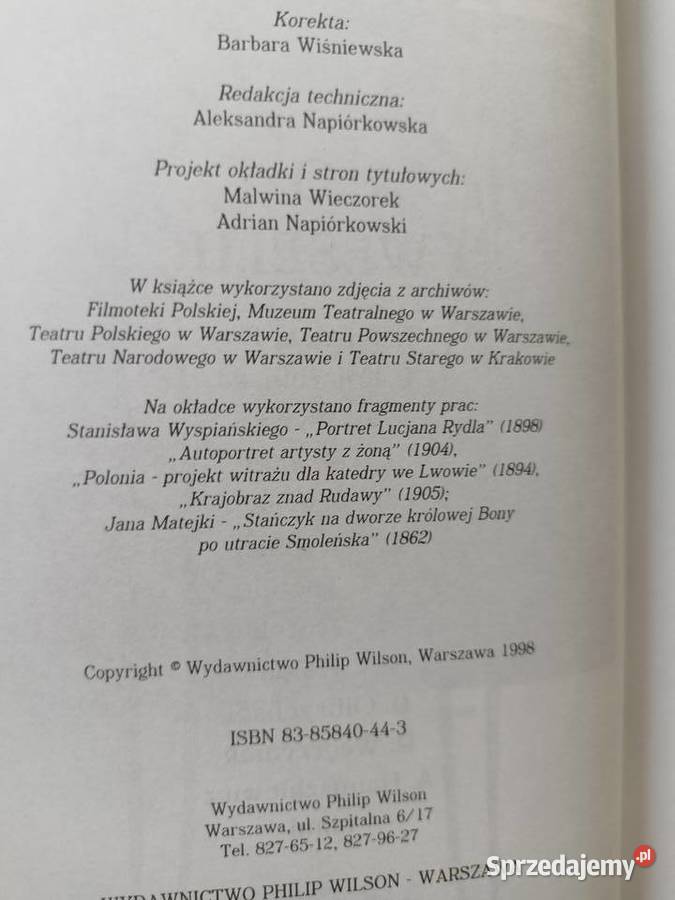 Korekta:
Barbara Wiśniewska
Redakcja techniczna:
Aleksandra Napiórkowska
Projekt okładki i stron tytułowych:
Malwina Wieczorek
Adrian Napiórkowski
W książce wykorzystano zdjęcia z archiwów:
Filmoteki Polskiej, Muzeum Teatralnego w Warszawie,
Teatru Polskiego w Warszawie, Teatru Powszechnego w Warszawie,
Teatru Narodowego w Warszawie i Teatru Starego w Krakowie
Na okładce wykorzystano fragmenty prac:
Stanisława Wyspiańskiego - „Portret Lucjana Rydla” (1898)
„Autoportret artysty z żoną” (1904),
„Polonia - projekt witrażu dla katedry we Lwowie” (1894),
„Krajobraz znad Rudawy” (1905);
Jana Matejki - „Stańczyk na dworze królowej Bony
po utracie Smoleńska” (1862)
Copyright © Wydawnictwo Philip Wilson, Warszawa 1998
ISBN 83-85840-44-3
Wydawnictwo Philip Wilson
Warszawa, ul. Szpitalna 6/17
Tel. 827-65-12, 827-96-27
WYDAWNICTWO PHILIP WILSON - WARSZA
Sprzedajemy.pl